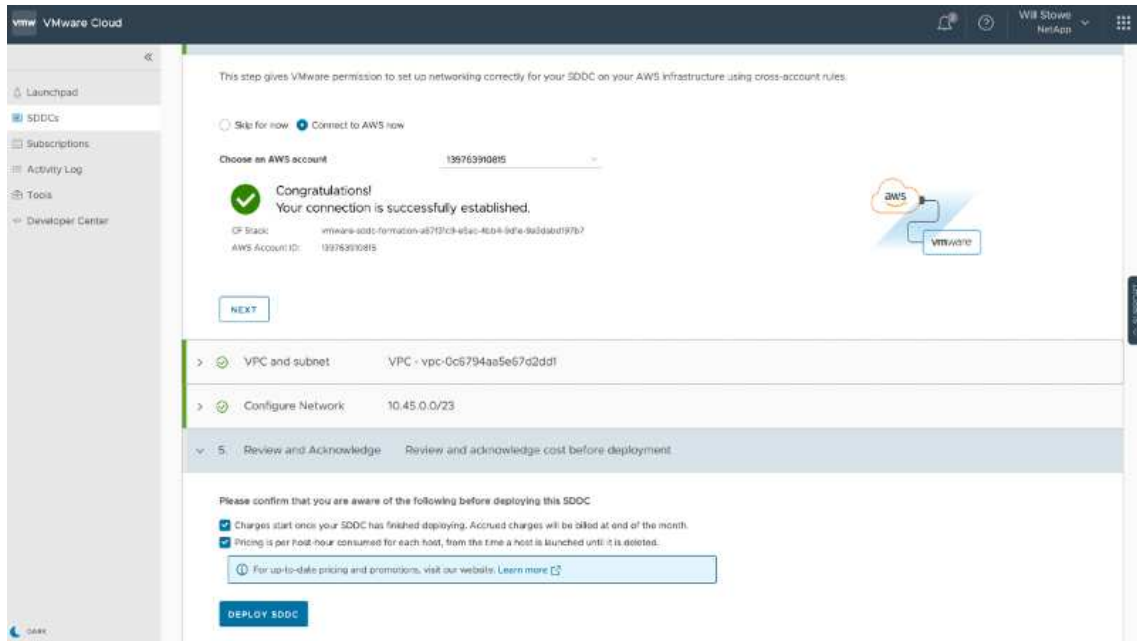 vmw VMware Cloud
Will Stowe
NetApp
Launchpad
SDDCs
Subscriptions
Activity Log
Tools
Developer Center
DARK
This step gives VMware permission to set up networking correctly for your SDDC on your AWS infrastructure using cross-account rules.
Skip for now Connect to AWS now
Choose an AWS account 139763910815
Congratulations!
Your connection is successfully established.
CF Stack:
AWS Account ID: 139763910815
aws
vmware
NEXT
VPC and subnet VPC - vpc-0c6794aa5e67d2dd1
Configure Network 10.45.0.0/23
5. Review and Acknowledge Review and acknowledge cost before deployment
Please confirm that you are aware of the following before deploying this SDDC
Charges start once your SDDC has finished deploying. Accrued charges will be billed at end of the month.
Pricing is per host-hour consumed for each host, from the time a host is launched until it is deleted.
For up-to-date pricing and promotions, visit our website. Learn more
DEPLOY SDDC